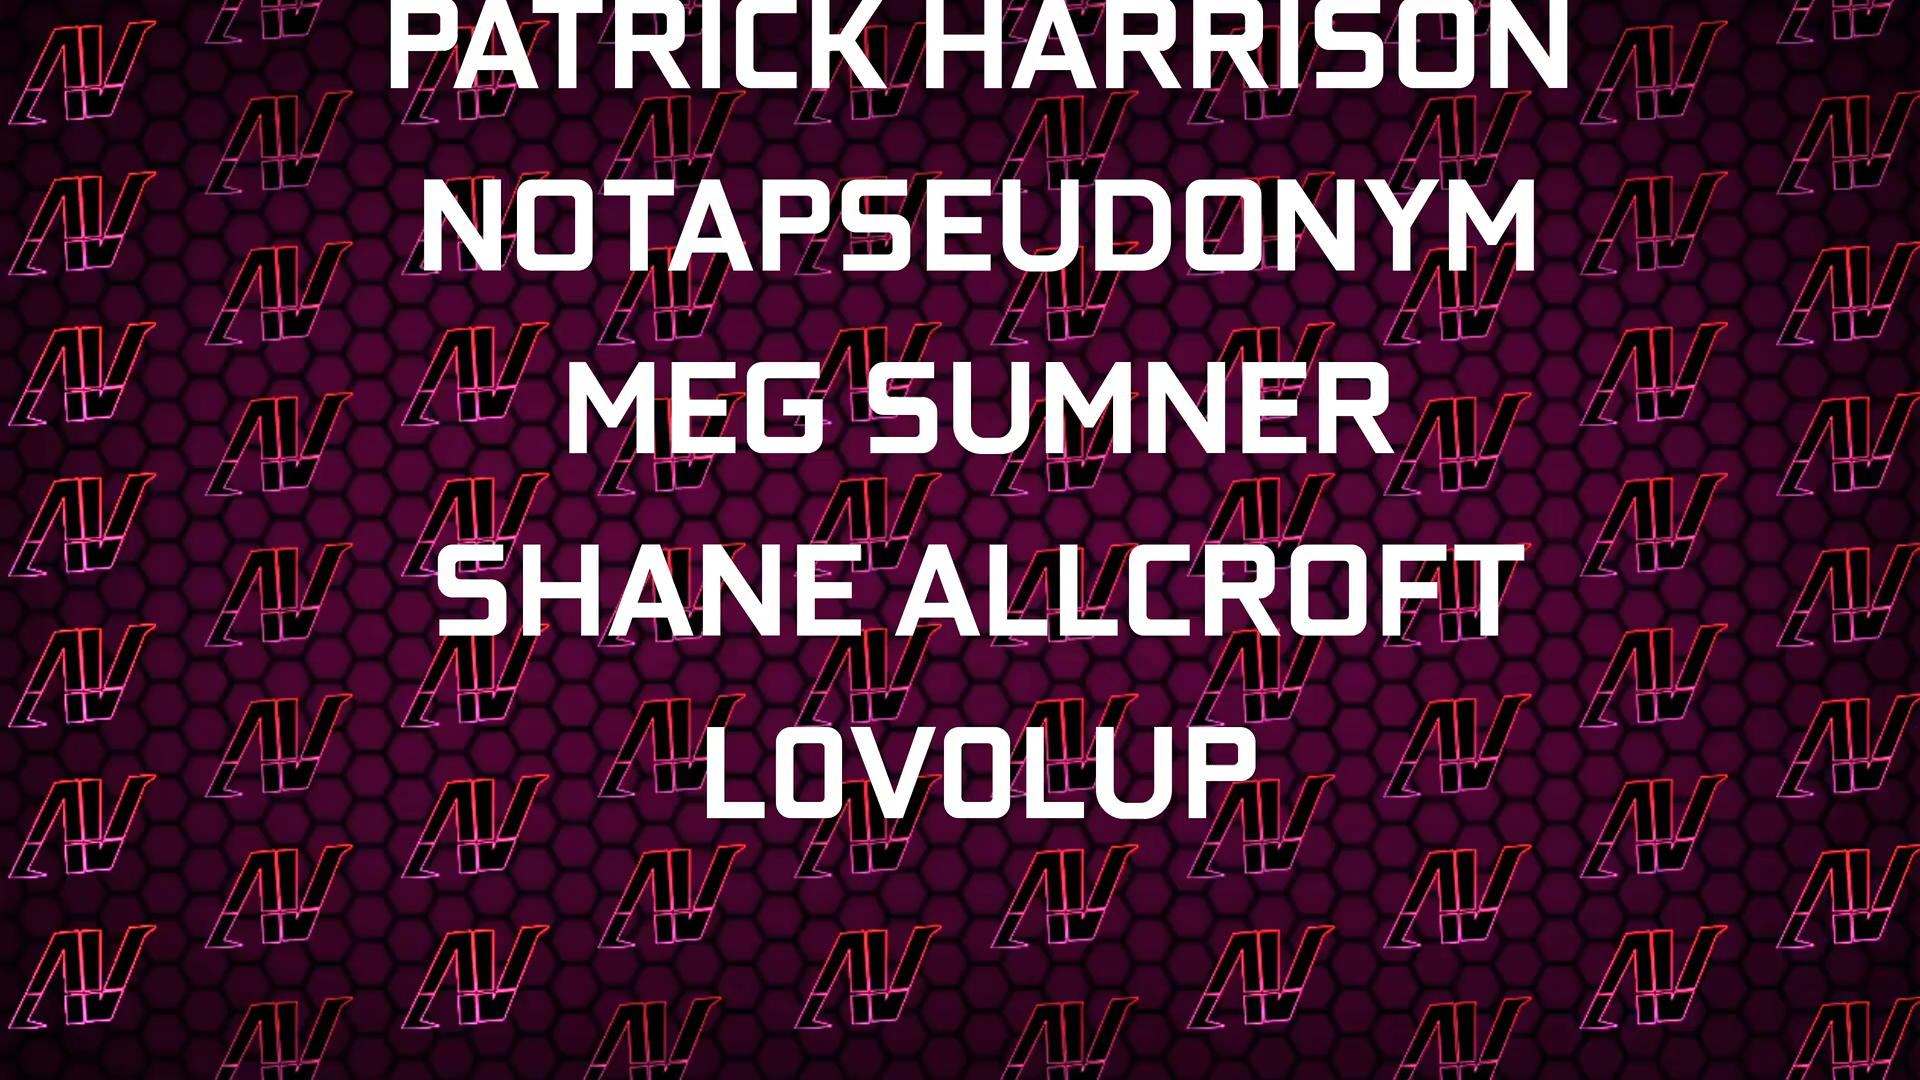 PATRICK HARRISON
NOTAPSEUDONYM
MEG SUMNER
SHANE ALLCROFT
LOVOLUP